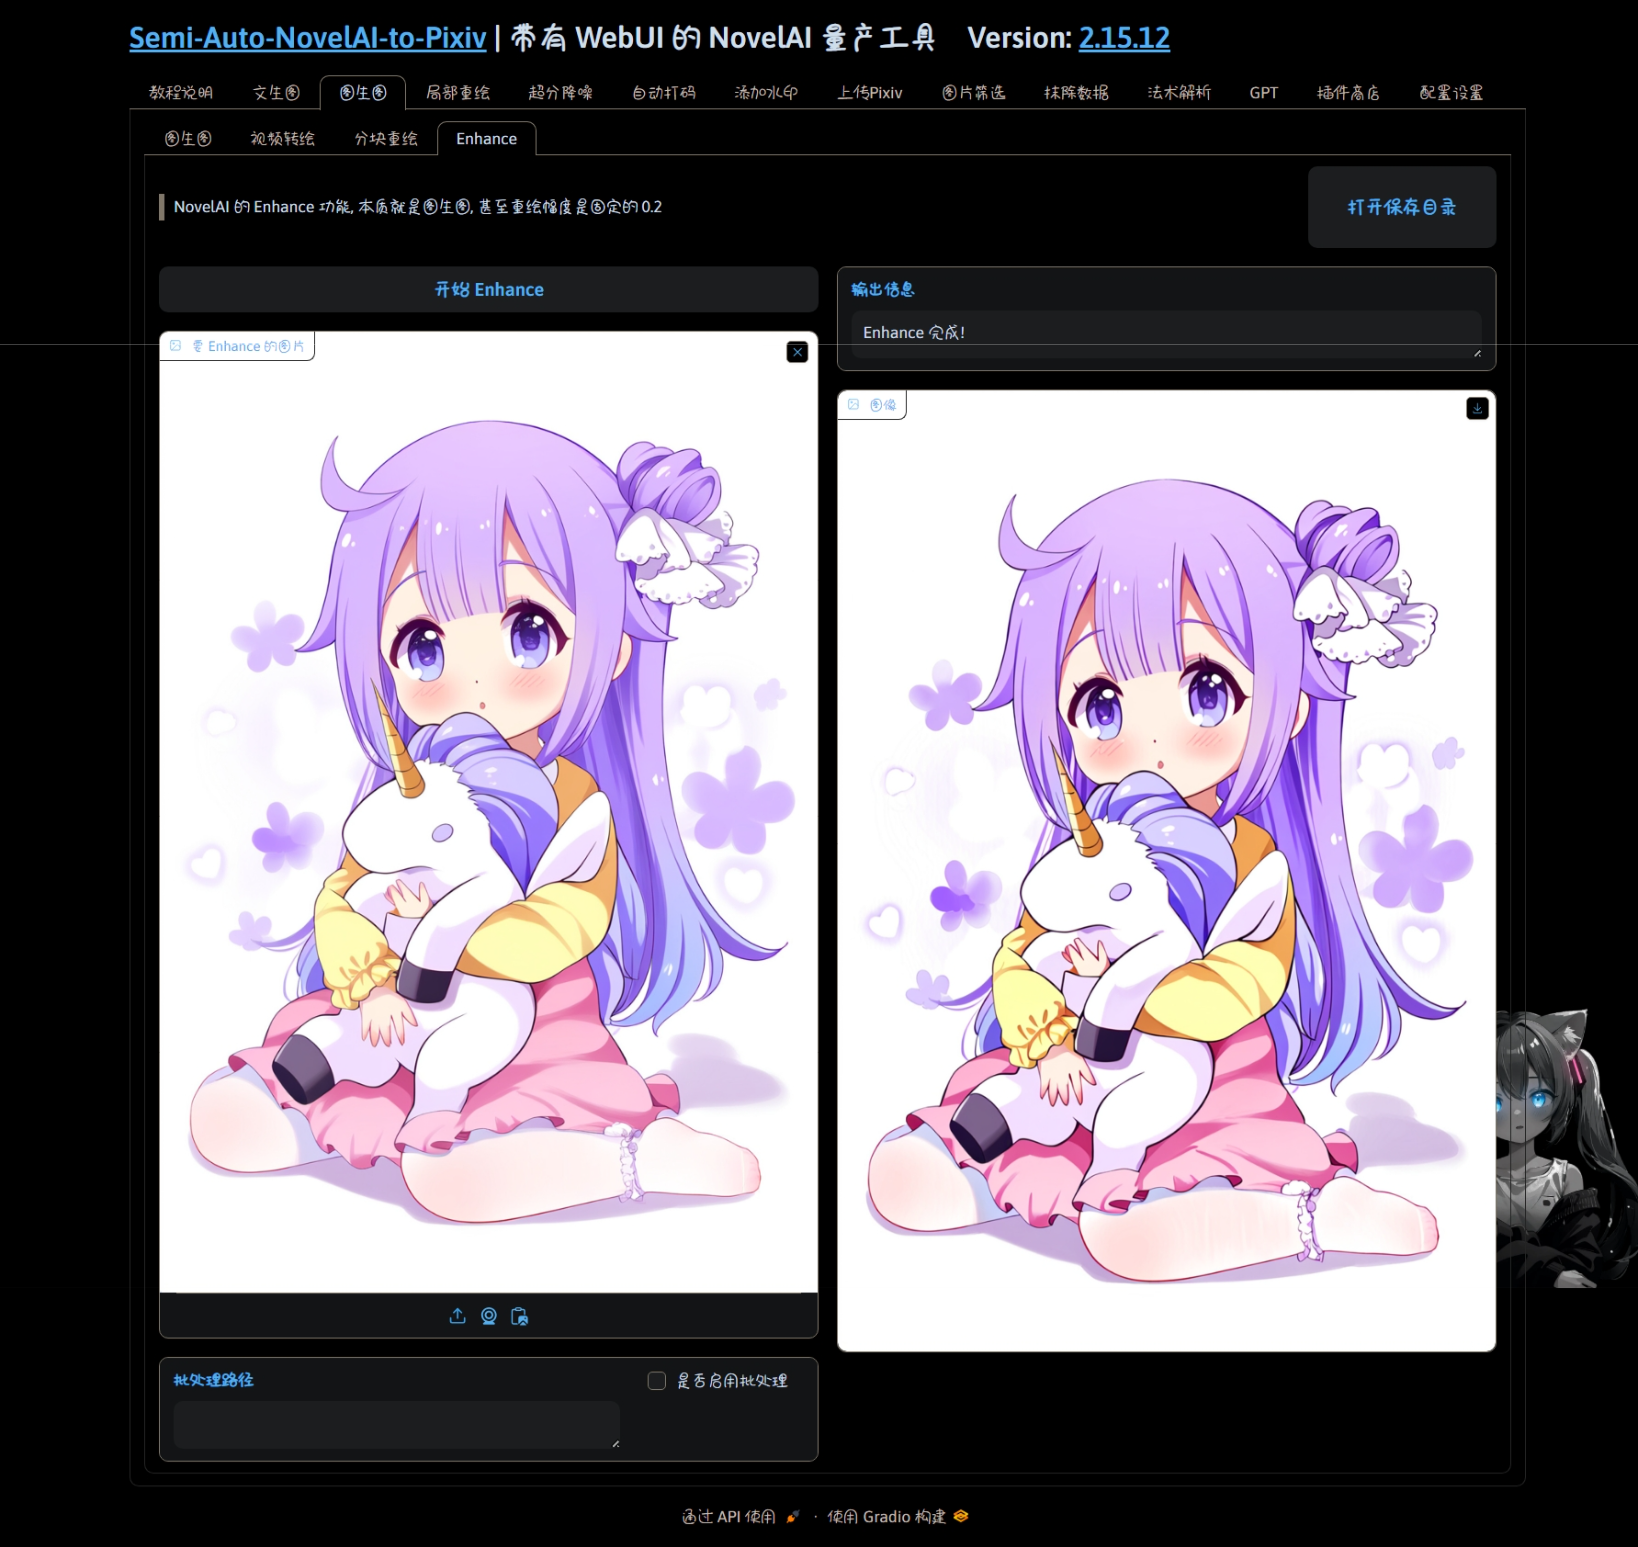 Semi-Auto-NovelAI-to-Pixiv | 带有 WebUI 的 NovelAI 量产工具 Version: 2.15.12
教程说明 文生图 图生图 局部重绘 超分降噪 自动打码 添加水印 上传Pixiv 图片筛选 抹除数据 法术解析 GPT 插件商店 配置设置
图生图 视频转绘 分块重绘 Enhance
NovelAI 的 Enhance 功能, 本质就是图生图, 甚至重绘幅度是固定的 0.2
打开保存目录
开始 Enhance
输出信息
Enhance 完成!
要 Enhance 的图片
图像
批处理路径
是否启用批处理
通过 API 使用 · 使用 Gradio 构建